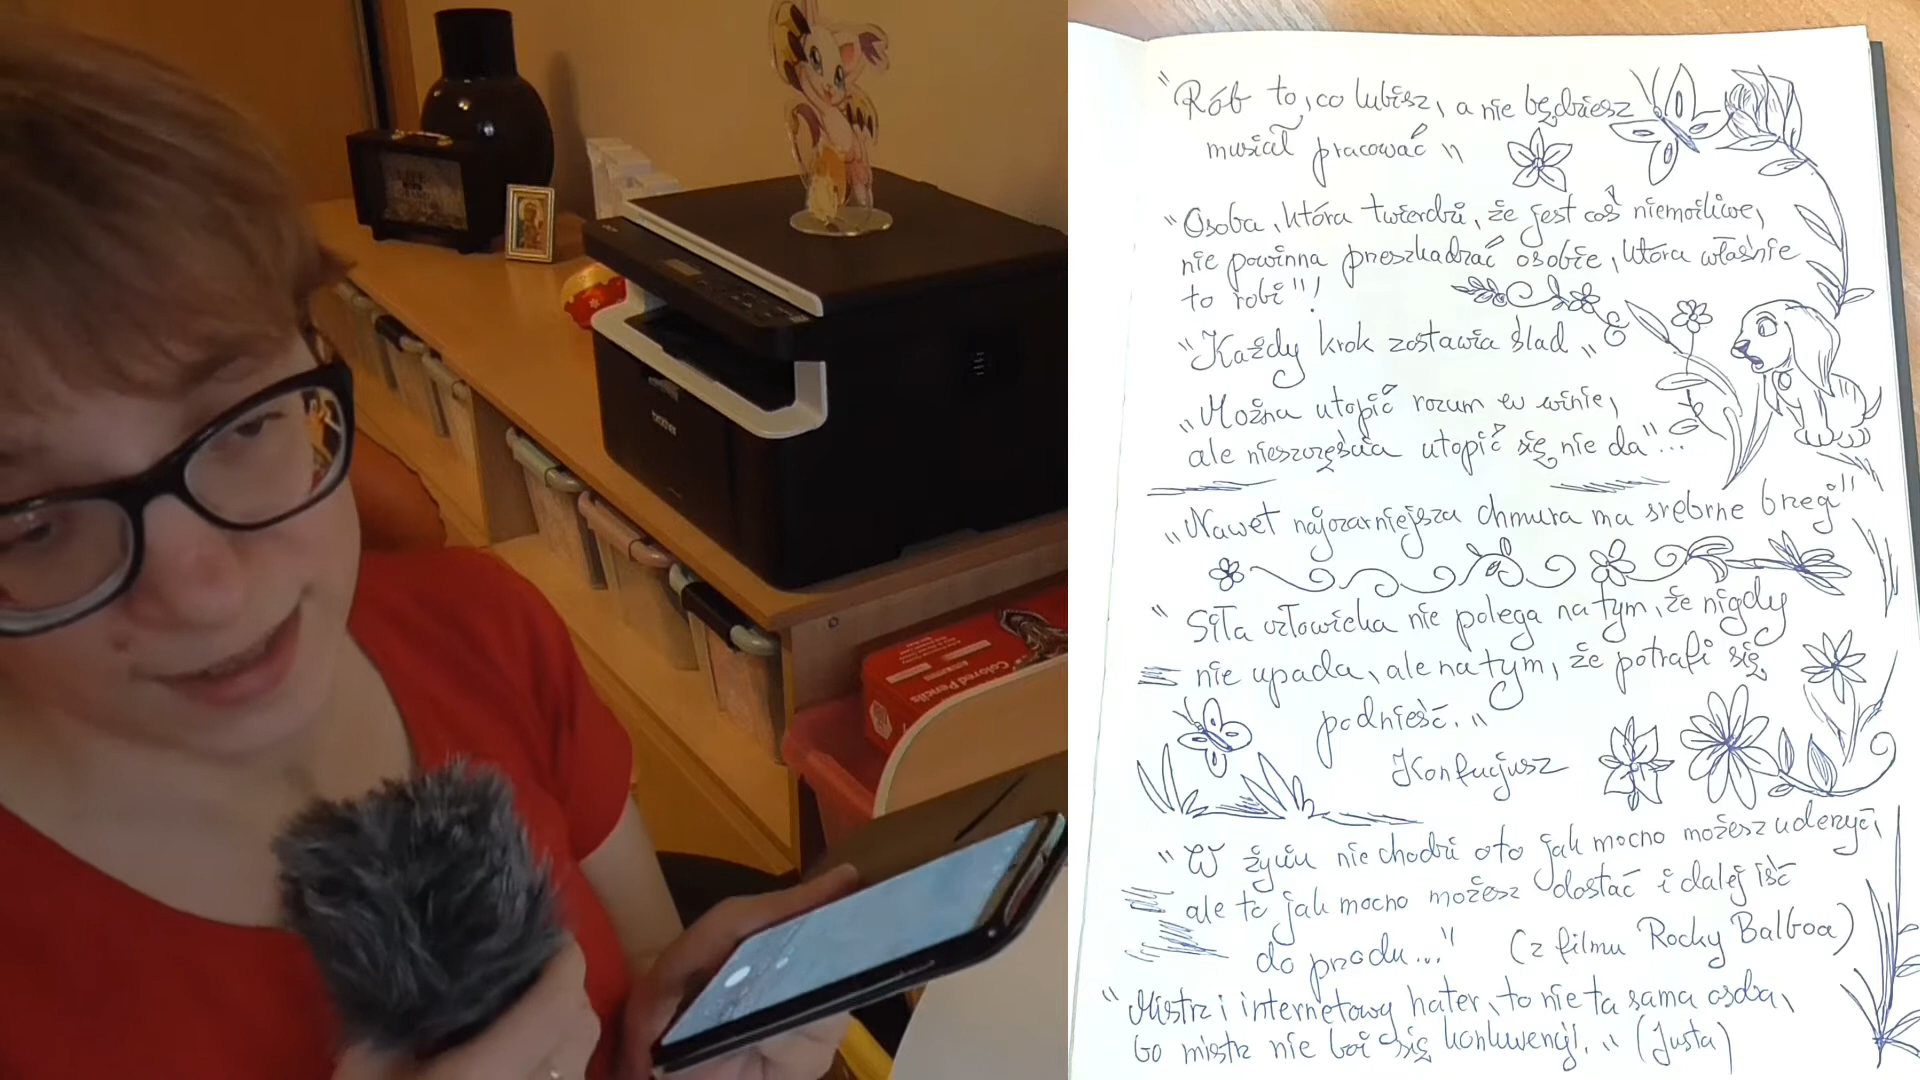 brother
Colored Pencils
"Rób to, co lubisz, a nie będziesz
musiał pracować"
"Osoba, która twierdzi, że jest coś niemożliwe,
nie powinna przeszkadzać osobie, która właśnie
to robi"!
"Każdy krok zostawia ślad"
"Można utopić rozum w winie,
ale nieszczęścia utopić się nie da"...
"Nawet najczarniejsza chmura ma srebrne brzegi"
"Siła człowieka nie polega na tym, że nigdy
nie upada, ale na tym, że potrafi się
podnieść."
Konfucjusz
"W życiu nie chodzi oto jak mocno możesz uderzyć,
ale to jak mocno możesz dostać i dalej iść
do przodu..." (z filmu Rocky Balboa)
"Mistrz i internetowy hater, to nie ta sama osoba,
bo mistrz nie boi się konkurencji." (Justa)